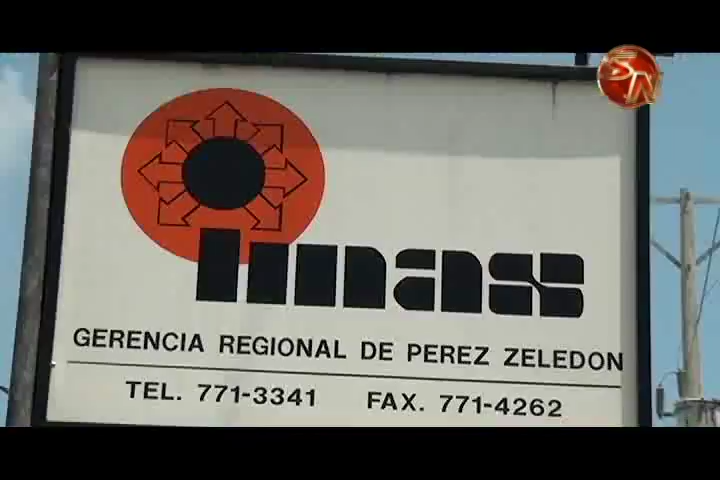 imas
GERENCIA REGIONAL DE PEREZ ZELEDON
TEL. 771-3341 FAX. 771-4262